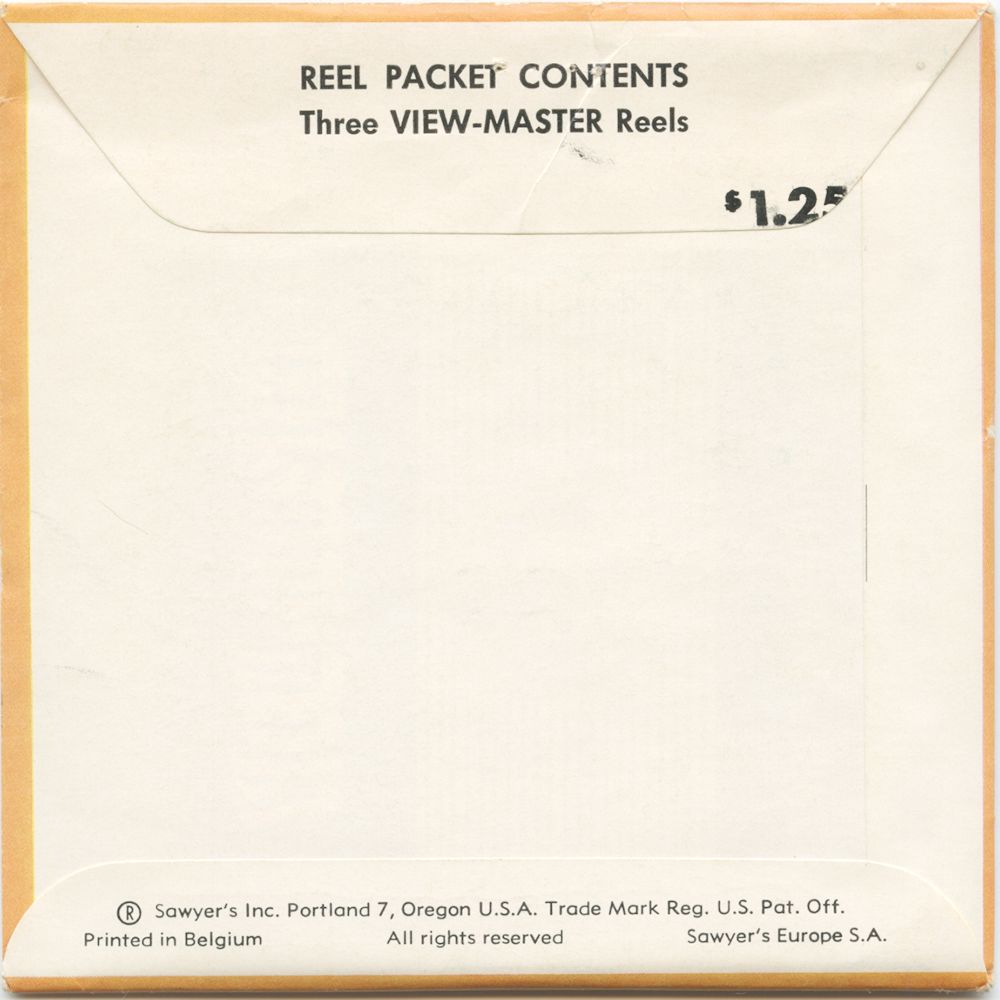 REEL PACKET CONTENTS
Three VIEW-MASTER Reels
$1.25
® Sawyer's Inc. Portland 7, Oregon U.S.A. Trade Mark Reg. U.S. Pat. Off.
Printed in Belgium All rights reserved Sawyer's Europe S.A.